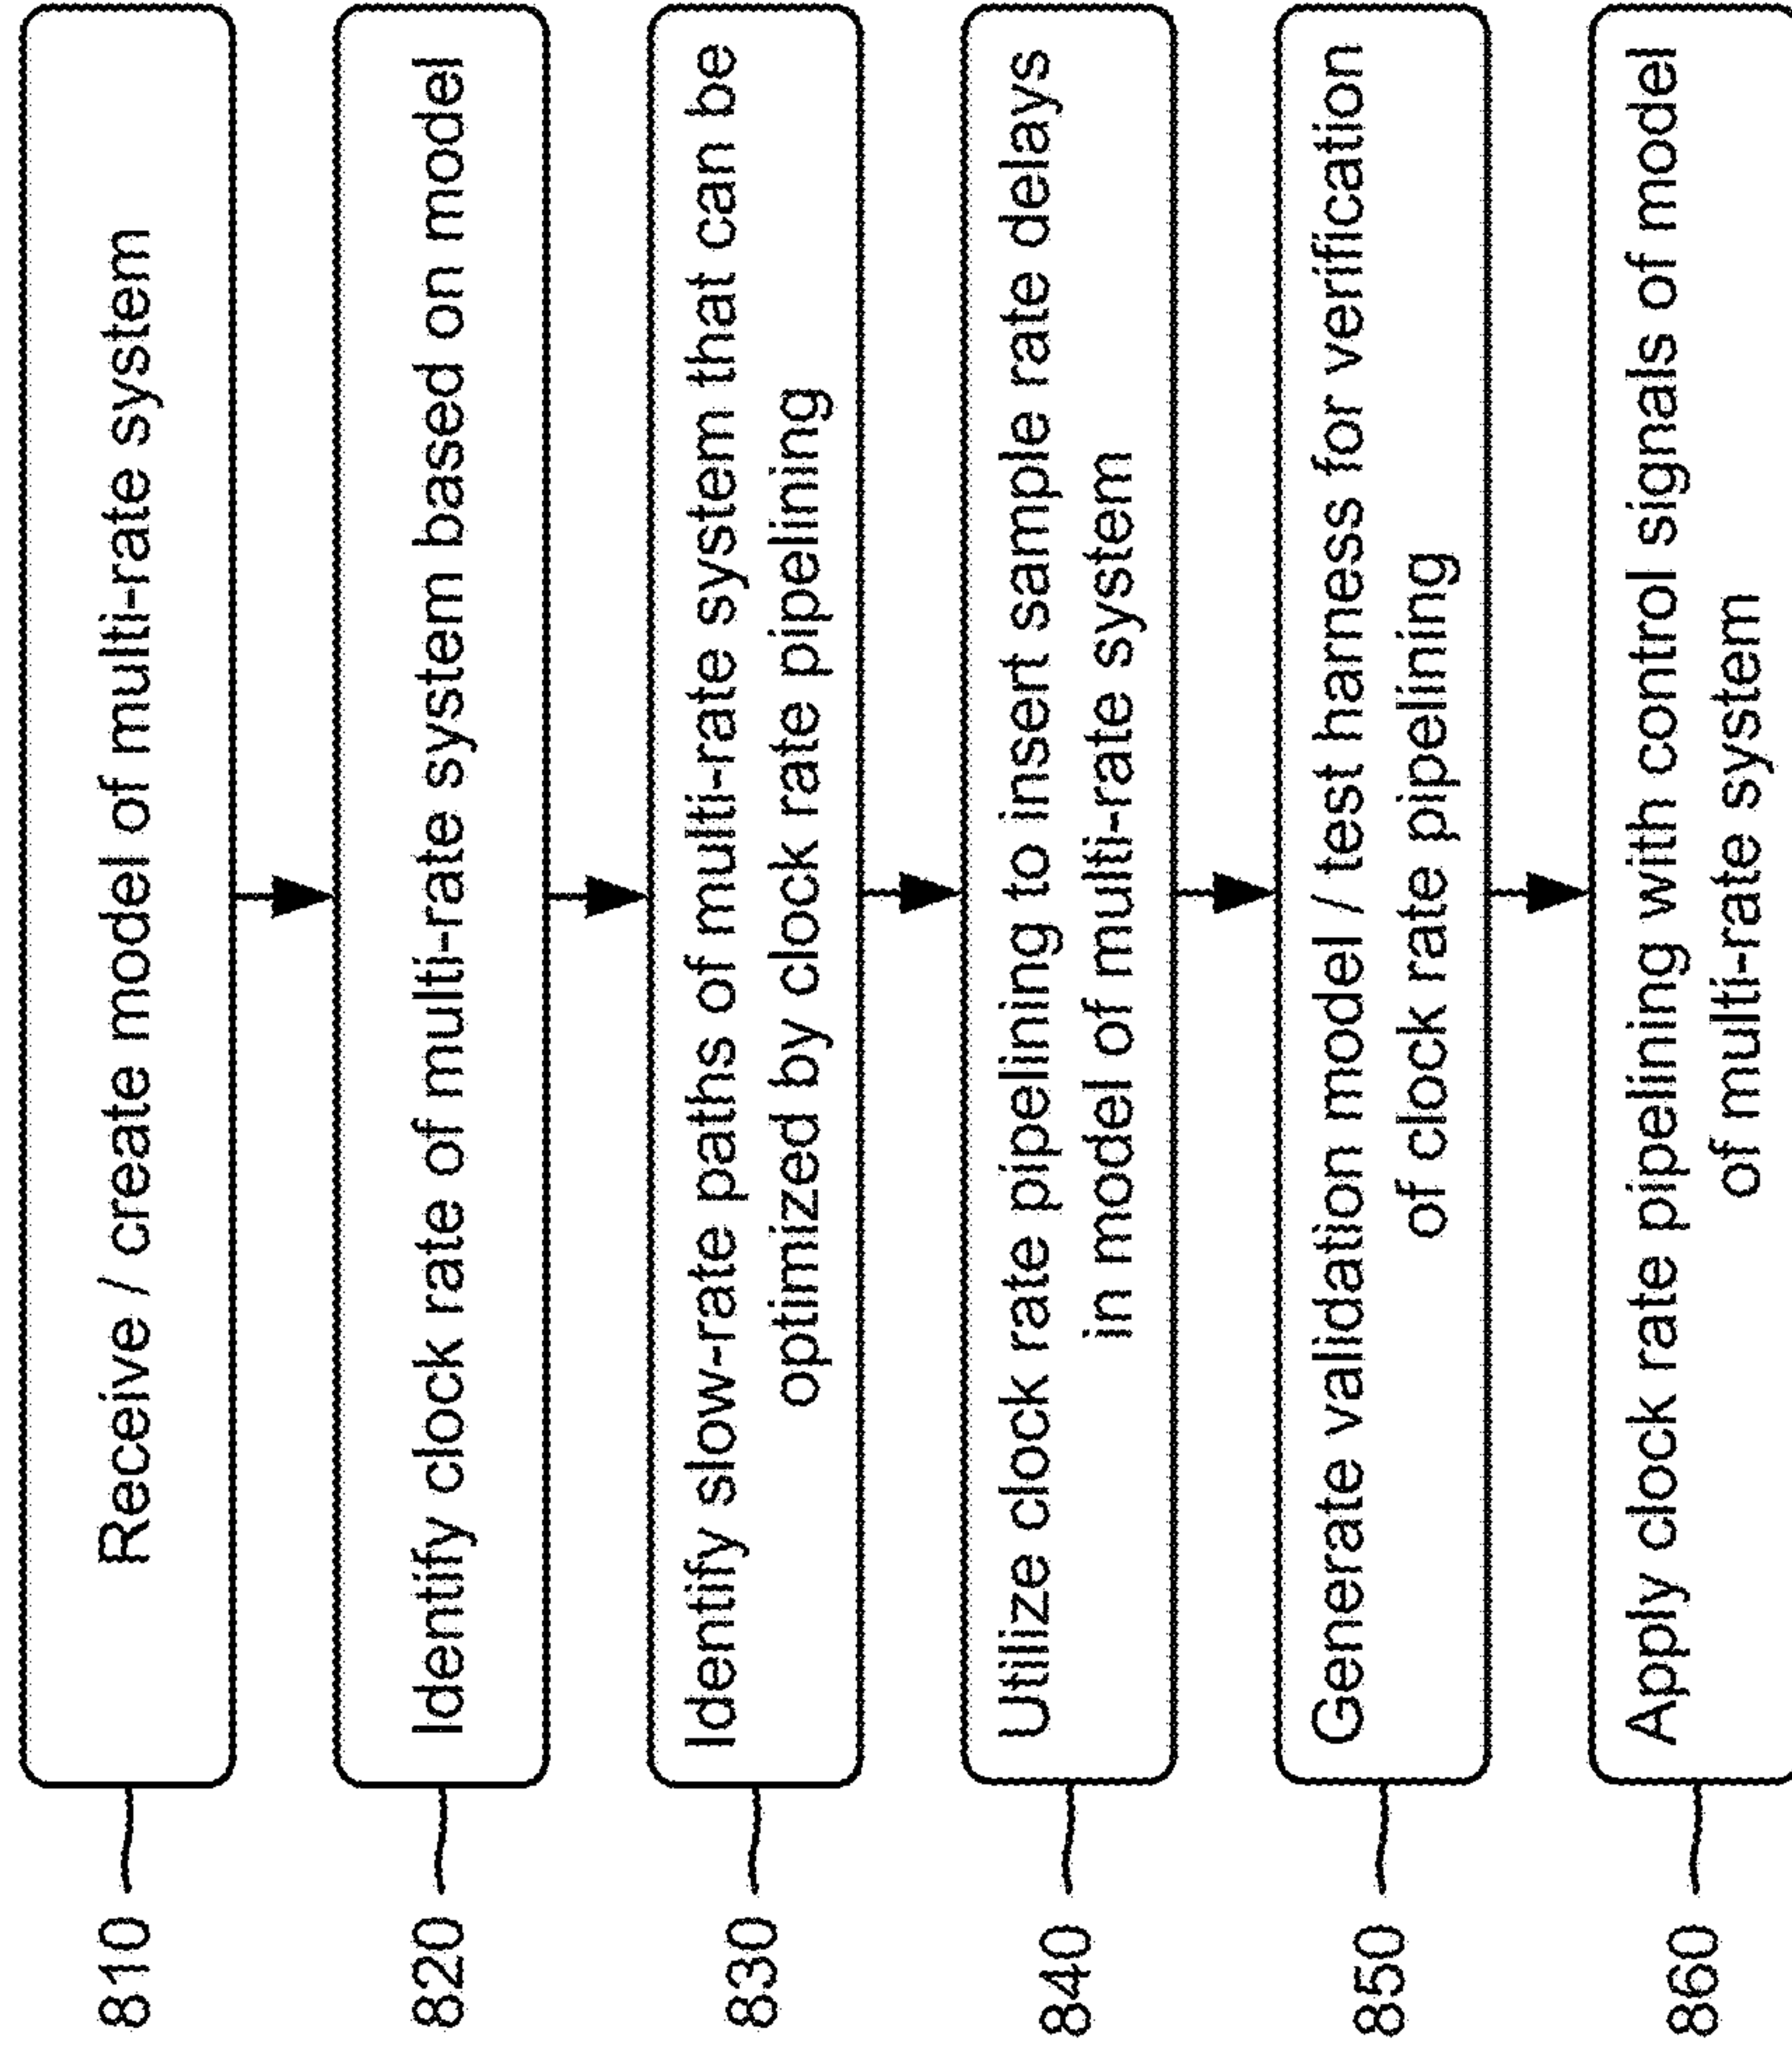 810
Receive / create model of multi-rate system
820
Identify clock rate of multi-rate system based on model
830
Identify slow-rate paths of multi-rate system that can be
optimized by clock rate pipelining
840
Utilize clock rate pipelining to insert sample rate delays
in model of multi-rate system
850
Generate validation model / test harness for verification
of clock rate pipelining
860
Apply clock rate pipelining with control signals of model
of multi-rate system